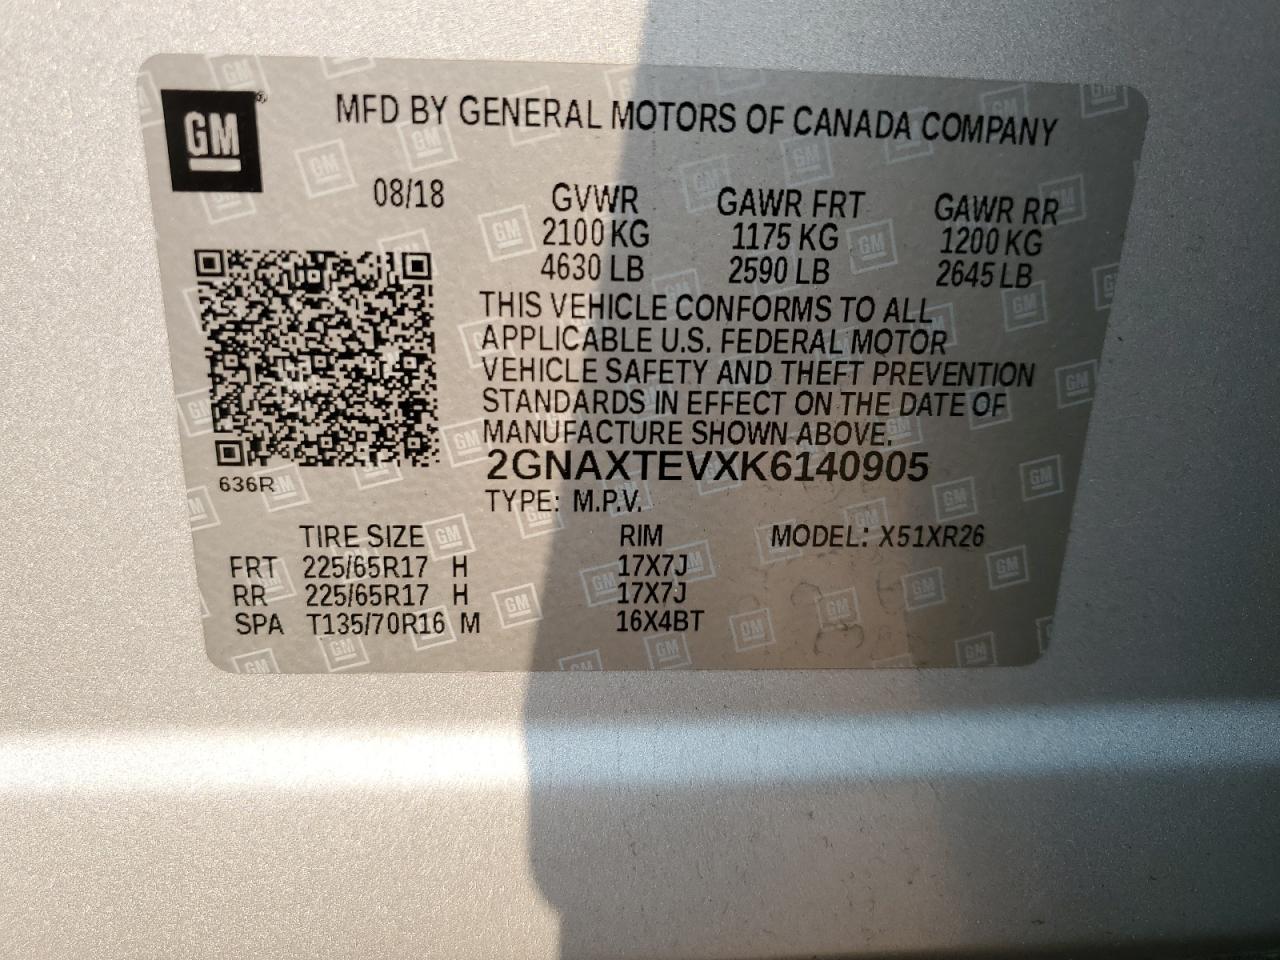 GM
MFD BY GENERAL MOTORS OF CANADA COMPANY
08/18 GVWR GAWR FRT GAWR RR
2100 KG 1175 KG 1200 KG
4630 LB 2590 LB 2645 LB
THIS VEHICLE CONFORMS TO ALL
APPLICABLE U.S. FEDERAL MOTOR
VEHICLE SAFETY AND THEFT PREVENTION
STANDARDS IN EFFECT ON THE DATE OF
MANUFACTURE SHOWN ABOVE.
2GNAXTEVXK6140905
636R
TYPE: M.P.V.
TIRE SIZE RIM MODEL: X51XR26
FRT 225/65R17 H 17X7J
RR 225/65R17 H 17X7J
SPA T135/70R16 M 16X4BT